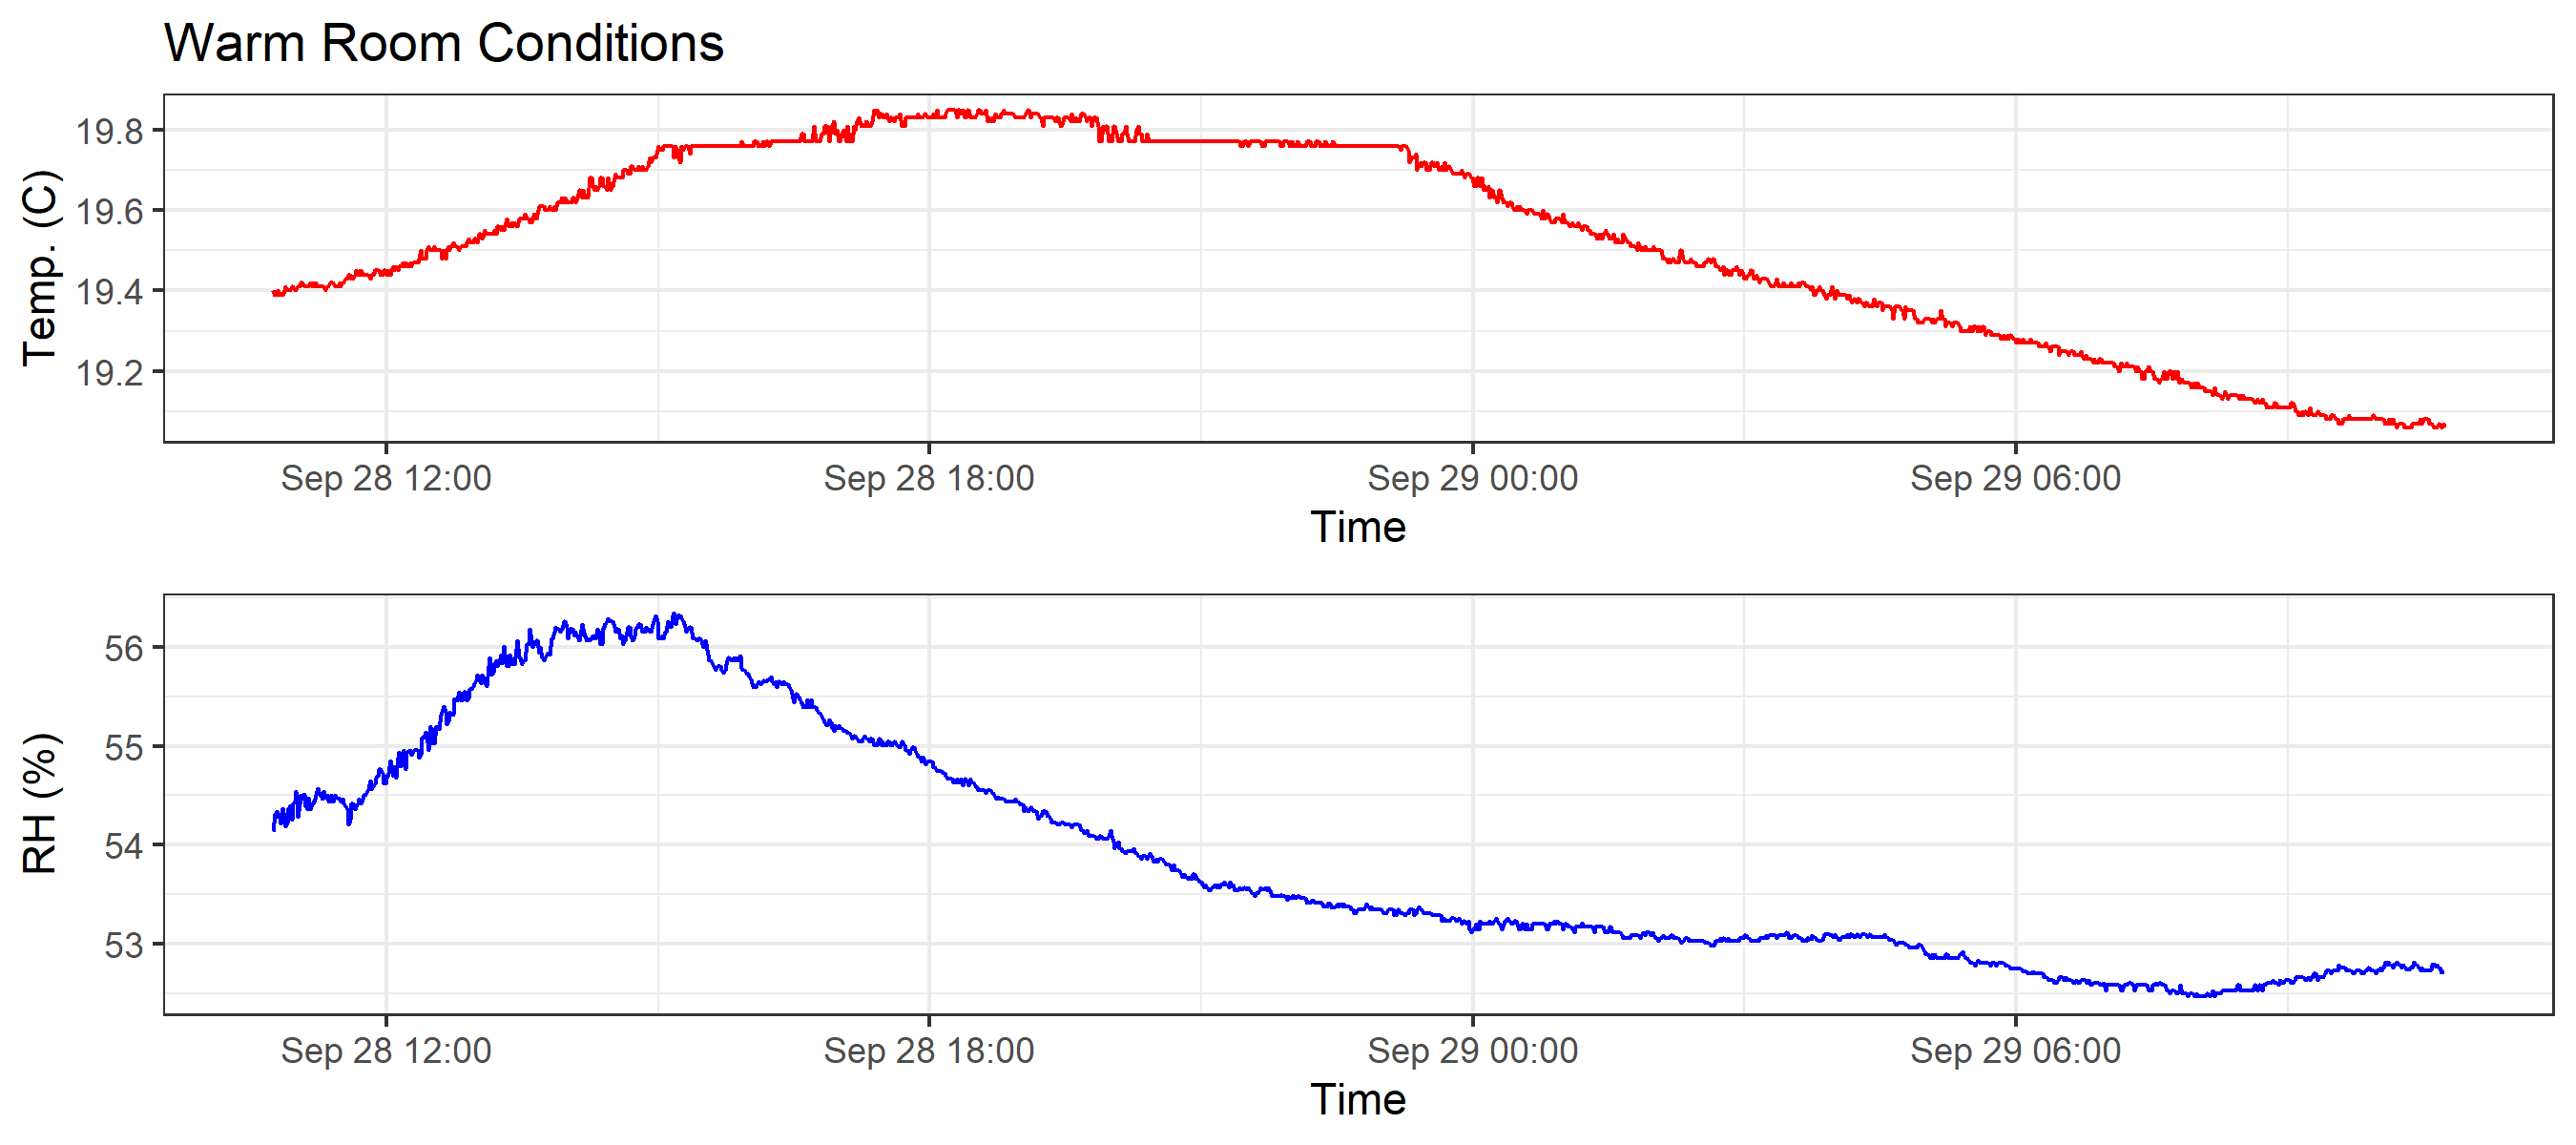 Warm Room Conditions
Temp. (C)
19.8
19.6
19.4
19.2
Sep 28 12:00 Sep 28 18:00 Sep 29 00:00 Sep 29 06:00
Time
RH (%)
56
55
54
53
Sep 28 12:00 Sep 28 18:00 Sep 29 00:00 Sep 29 06:00
Time